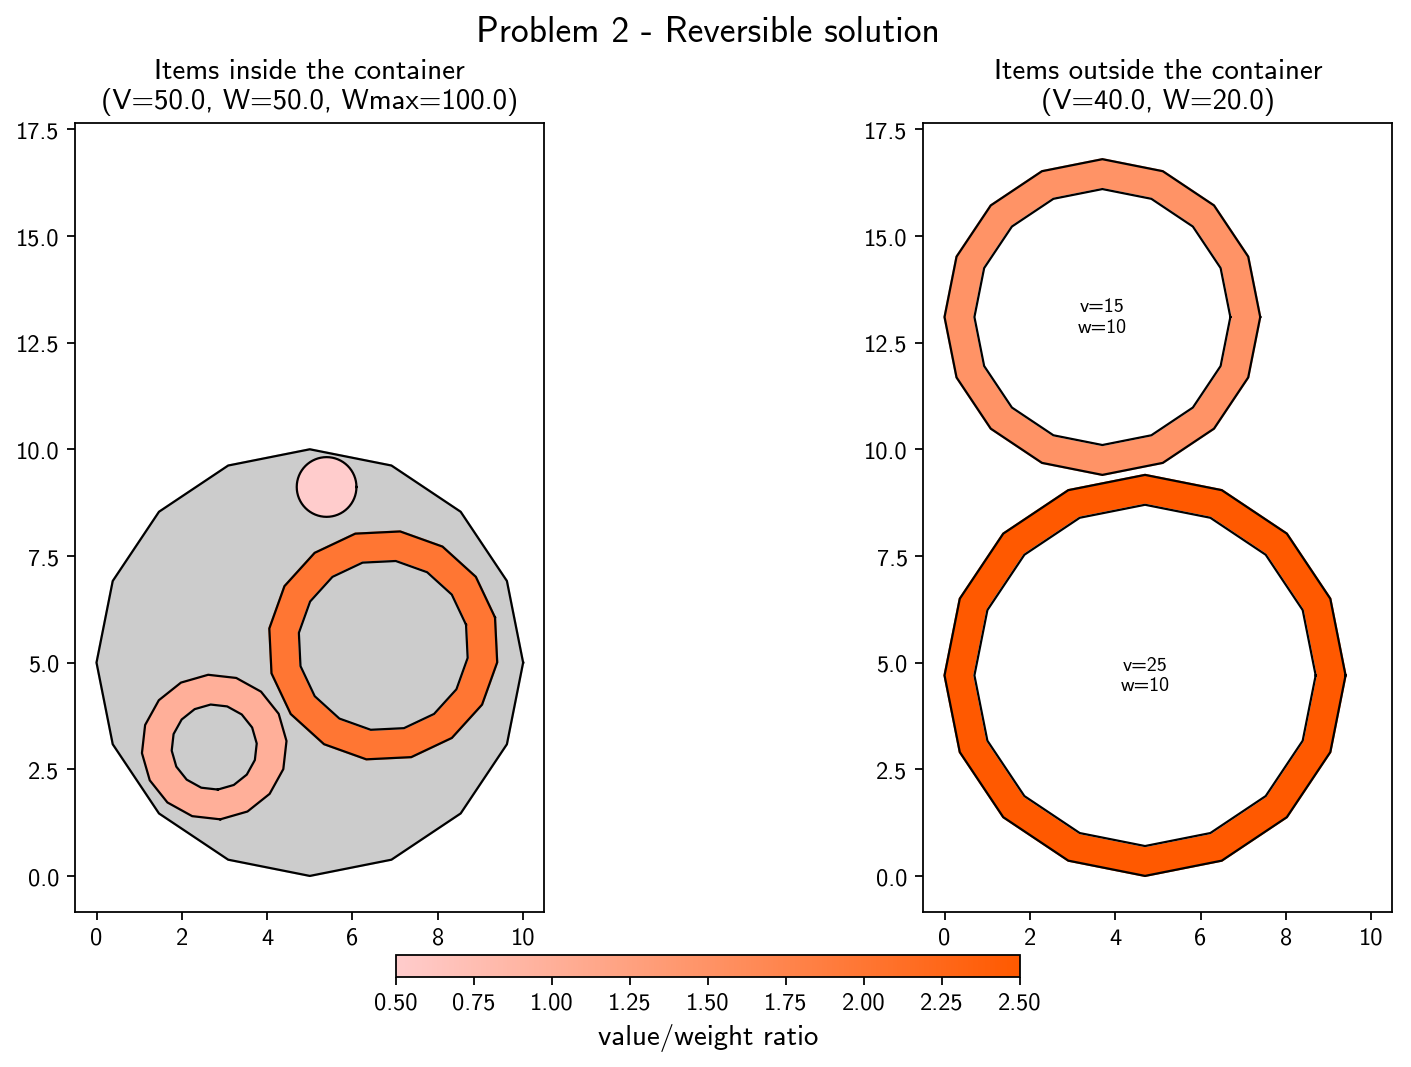 Problem 2 - Reversible solution
Items inside the container
(V=50.0, W=50.0, Wmax=100.0)
17.5
15.0
12.5
10.0
7.5
5.0
2.5
0.0
0 2 4 6 8 10
Items outside the container
(V=40.0, W=20.0)
17.5
15.0
12.5
10.0
7.5
5.0
2.5
0.0
v=15
w=10
v=25
w=10
0 2 4 6 8 10
0.50 0.75 1.00 1.25 1.50 1.75 2.00 2.25 2.50
value/weight ratio